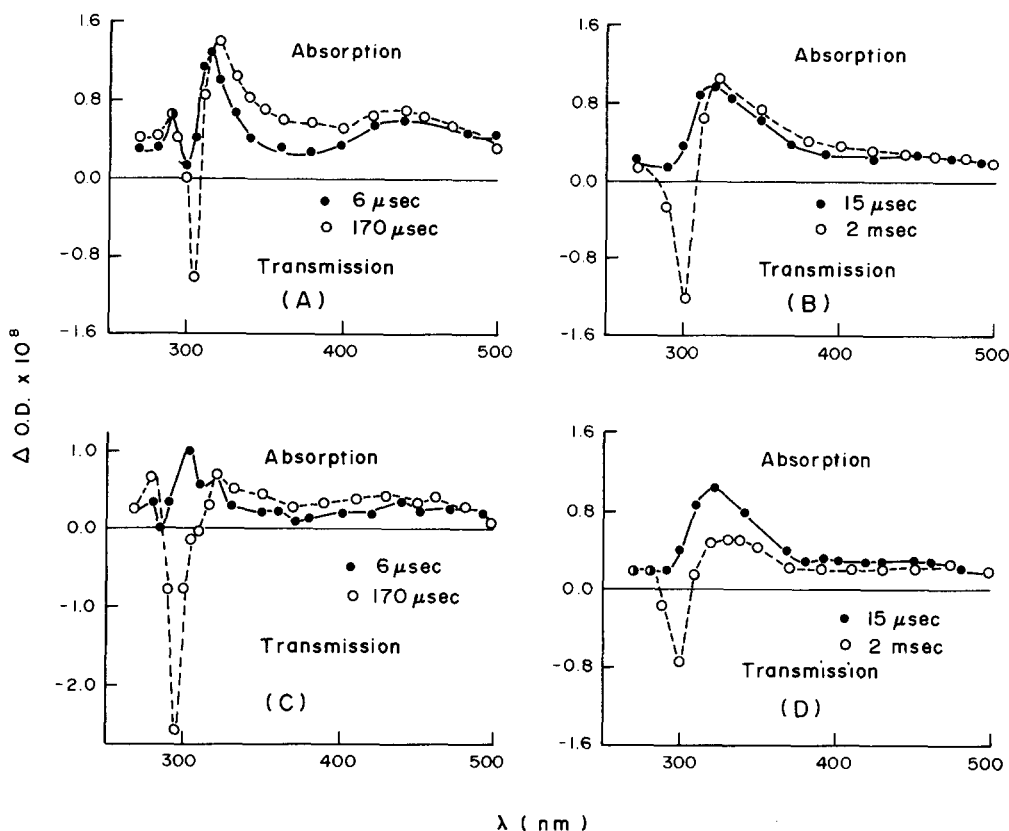 1.6
0.8
0.0
-0.8
-1.6
Absorption
● 6 μsec
○ 170 μsec
Transmission
(A)
300
400
500
1.6
0.8
0.0
-0.8
-1.6
Absorption
● 15 μsec
○ 2 msec
Transmission
(B)
300
400
500
Δ O.D. x 10⁸
1.0
0.0
-1.0
-2.0
Absorption
● 6 μsec
○ 170 μsec
Transmission
(C)
300
400
500
1.6
0.8
0.0
-0.8
-1.6
Absorption
● 15 μsec
○ 2 msec
Transmission
(D)
300
400
500
λ (nm)